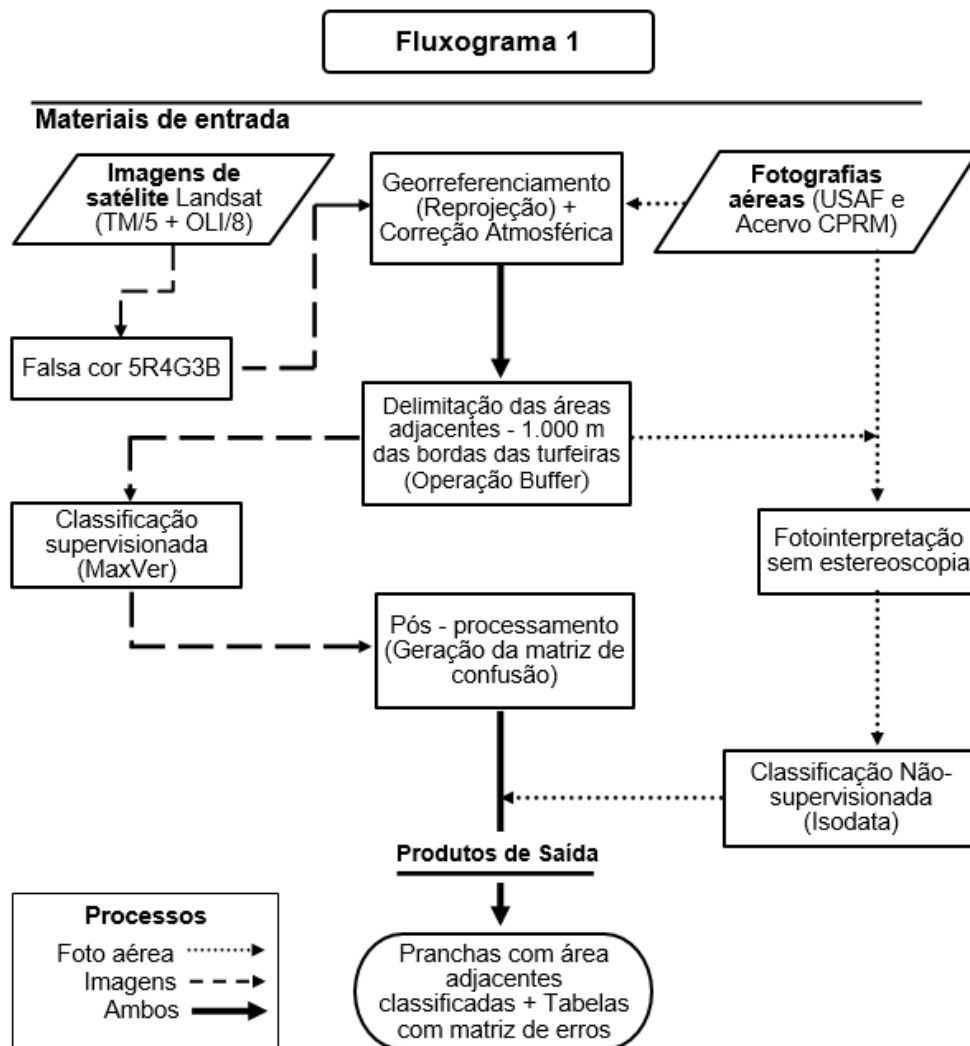 Fluxograma 1
Materiais de entrada
Imagens de
satélite Landsat
(TM/5 + OLI/8)
Georreferenciamento
(Reprojeção) +
Correção Atmosférica
Fotografias
aéreas (USAF e
Acervo CPRM)
Falsa cor 5R4G3B
Delimitação das áreas
adjacentes - 1.000 m
das bordas das turfeiras
(Operação Buffer)
Classificação
supervisionada
(MaxVer)
Fotointerpretação
sem estereoscopia
Pós - processamento
(Geração da matriz de
confusão)
Classificação Não-
supervisionada
(Isodata)
Produtos de Saída
Processos
Foto aérea
Imagens
Ambos
Pranchas com área
adjacentes
classificadas + Tabelas
com matriz de erros